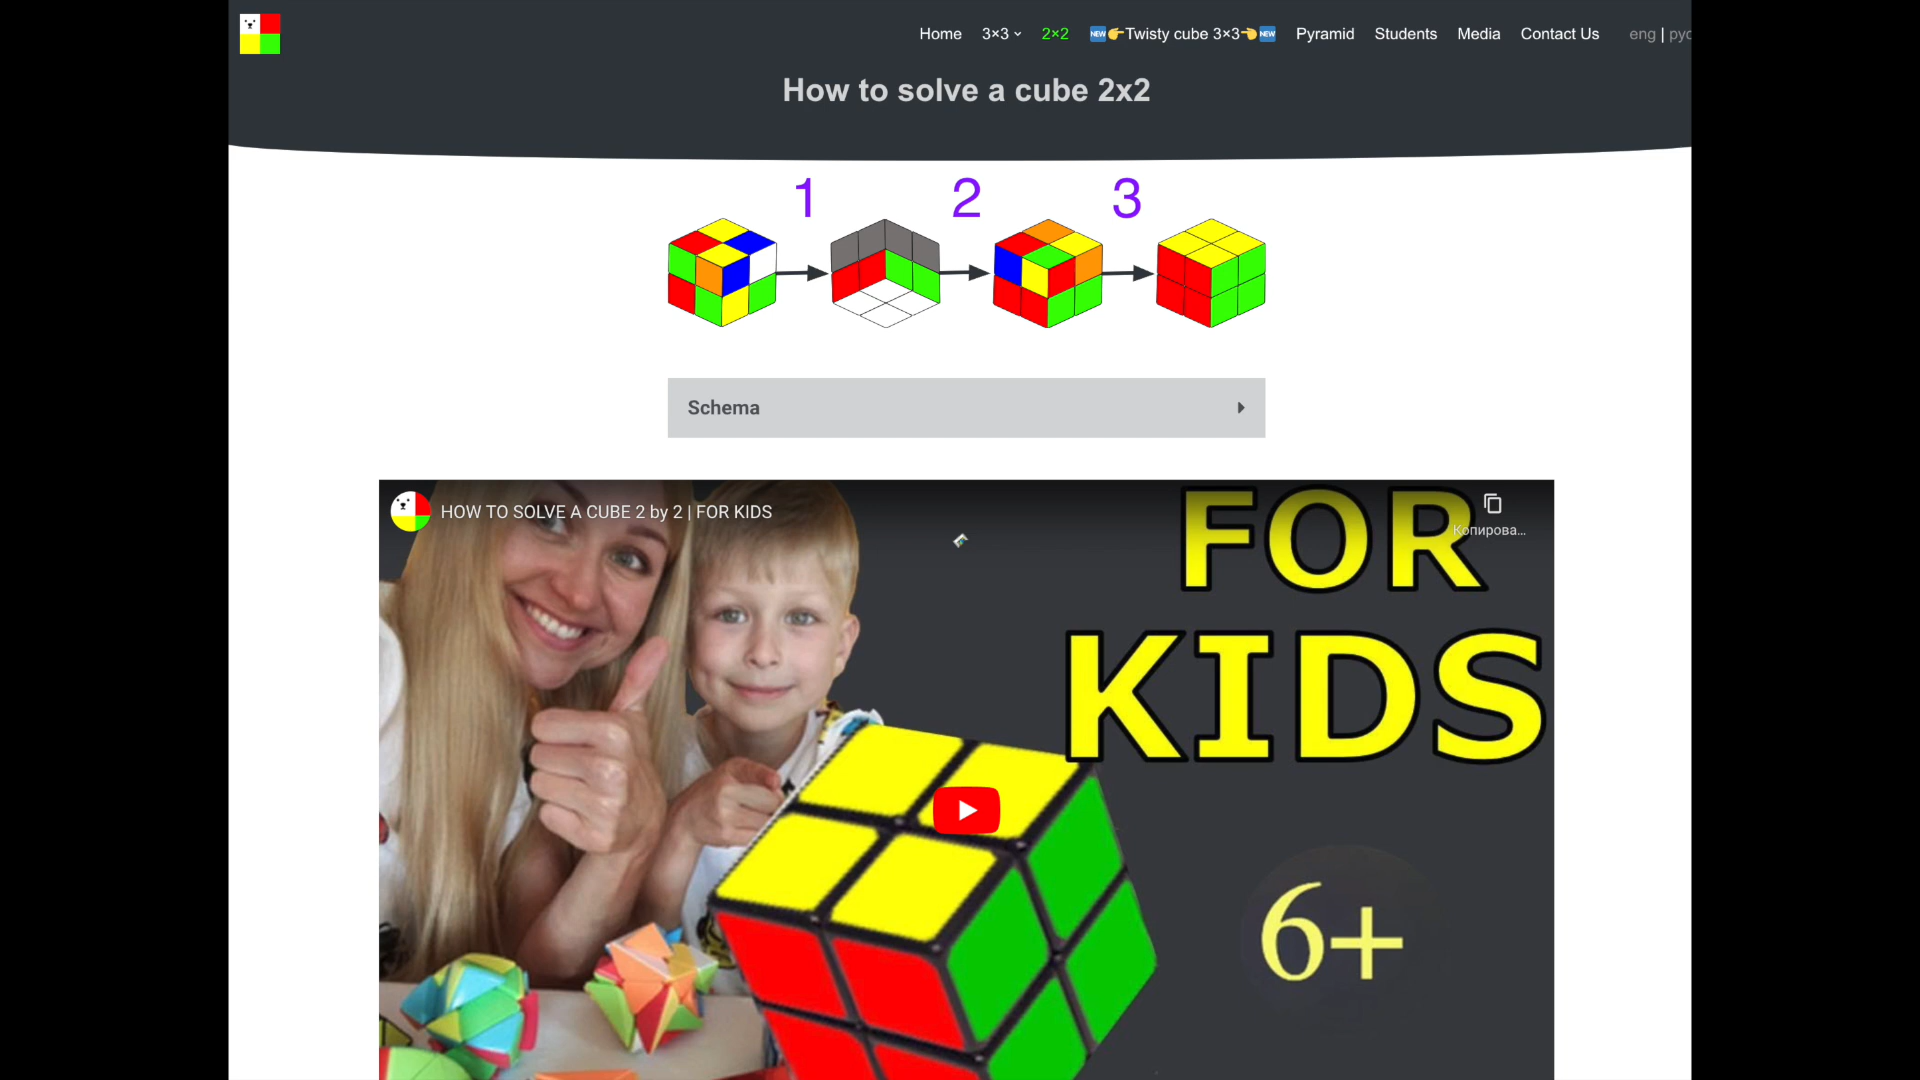 Home 3×3 2×2 🆕👉Twisty cube 3×3👈🆕 Pyramid Students Media Contact Us eng | рус
How to solve a cube 2x2
1 2 3
Schema
HOW TO SOLVE A CUBE 2 by 2 | FOR KIDS
Копирова...
FOR
KIDS
6+